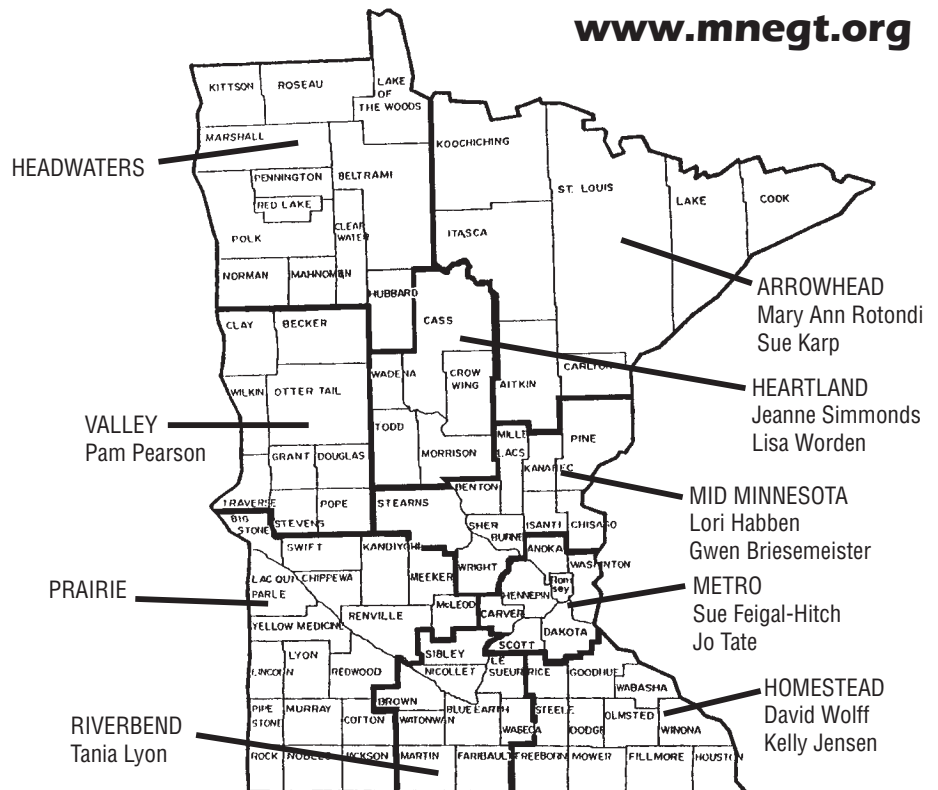 www.mnegt.org
KITTSON
ROSEAU
LAKE
OF
THE WOODS
MARSHALL
KOOCHICHING
HEADWATERS
PENNINGTON
BELTRAMI
ST. LOUIS
RED LAKE
LAKE
COOK
CLEAR
WATER
ITASCA
POLK
NORMAN
MAHNOMEN
HUBBARD
ARROWHEAD
Mary Ann Rotondi
Sue Karp
CLAY
BECKER
CASS
WADENA
CROW
WING
AITKIN
CARLTON
HEARTLAND
Jeanne Simmonds
Lisa Worden
WILKIN
OTTER TAIL
VALLEY
Pam Pearson
TODD
MILLE
LACS
PINE
GRANT
DOUGLAS
MORRISON
KANABEC
MID MINNESOTA
Lori Habben
Gwen Briesemeister
BENTON
TRAVERSE
POPE
STEARNS
BIG
STONE
STEVENS
SHER
BURNE
ISANTI
CHISAGO
SWIFT
KANDIYOHI
ANOKA
WASHINGTON
WRIGHT
LAC QUI
PARLE
CHIPPEWA
MEEKER
Ram
sey
HENNEPIN
PRAIRIE
METRO
Sue Feigal-Hitch
Jo Tate
McLEOD
CARVER
RENVILLE
YELLOW MEDICINE
DAKOTA
SCOTT
SIBLEY
LYON
LE
SUEUR
RICE
GOODHUE
LINCOLN
REDWOOD
NICOLLET
WABASHA
HOMESTEAD
David Wolff
Kelly Jensen
BROWN
PIPE
STONE
MURRAY
COTTON
WATONWAN
BLUE EARTH
WASECA
STEELE
DODGE
OLMSTED
WINONA
RIVERBEND
Tania Lyon
ROCK
NOBLES
JACKSON
MARTIN
FARIBAULT
FREEBORN
MOWER
FILLMORE
HOUSTON